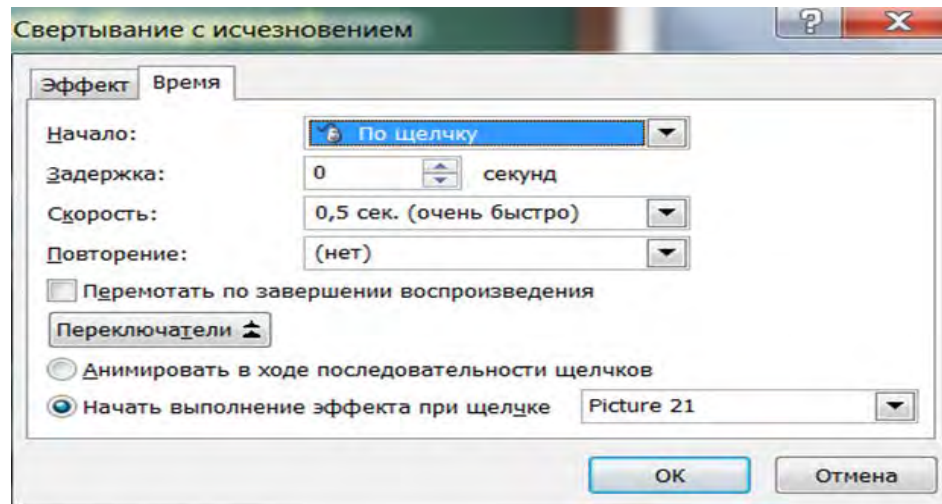 Свертывание с исчезновением
Эффект Время
Начало: По щелчку
Задержка: 0 секунд
Скорость: 0,5 сек. (очень быстро)
Повторение: (нет)
Перемотать по завершении воспроизведения
Переключатели
Анимировать в ходе последовательности щелчков
Начать выполнение эффекта при щелчке Picture 21
ОК Отмена